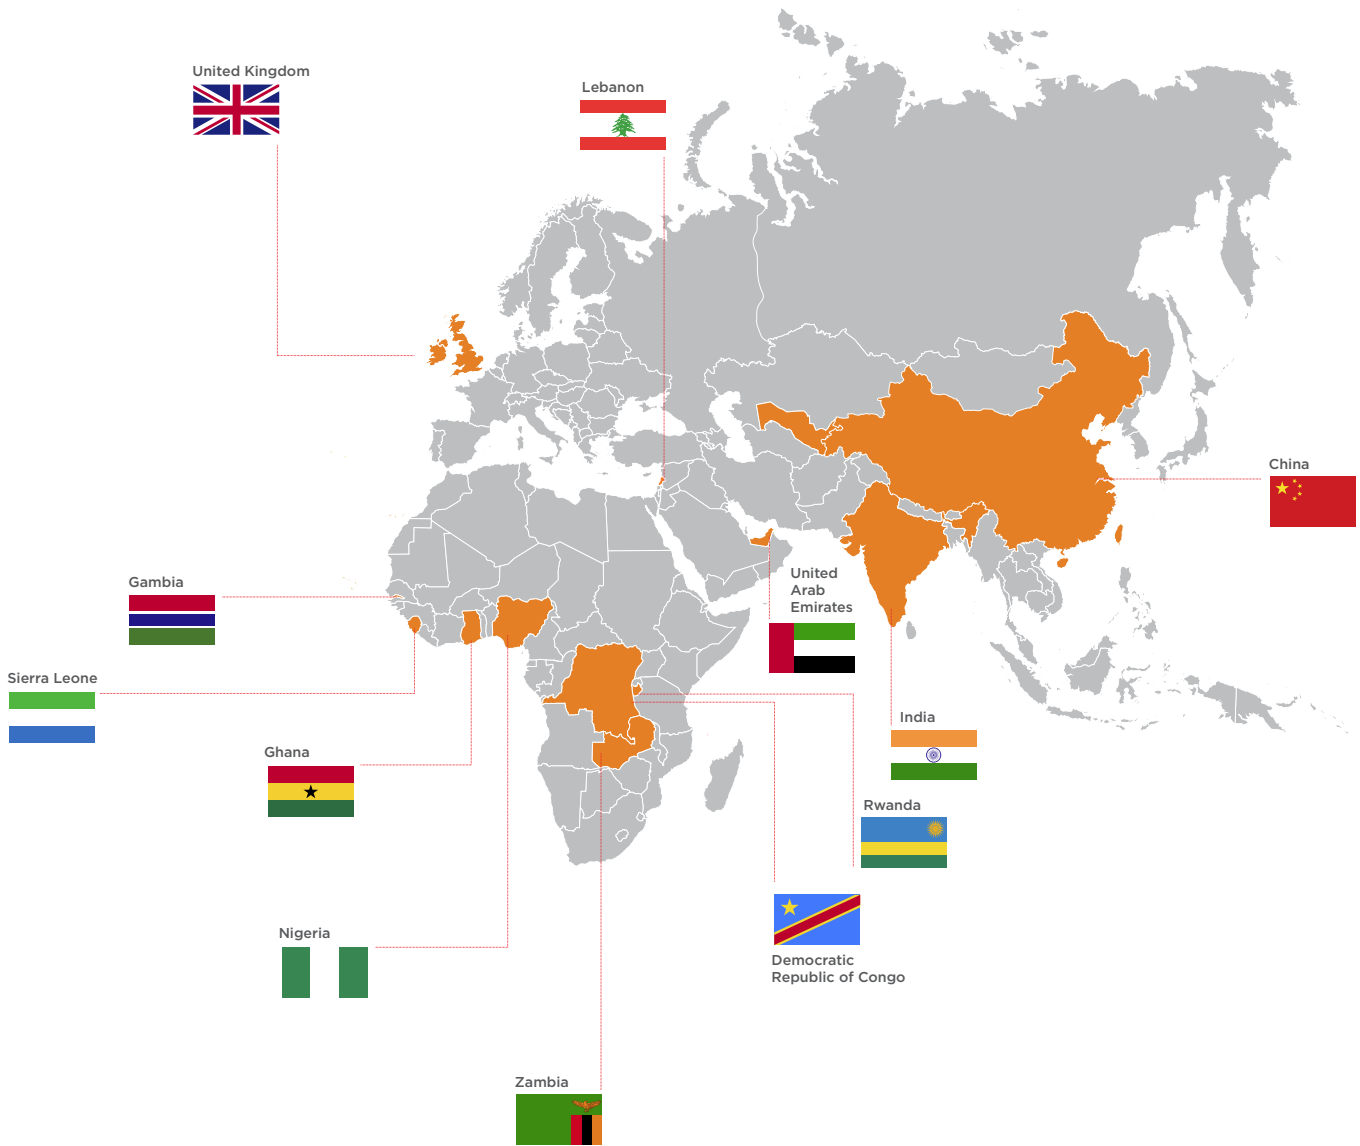 United Kingdom
Lebanon
China
United
Arab
Emirates
Gambia
Sierra Leone
India
Ghana
Rwanda
Nigeria
Democratic
Republic of Congo
Zambia